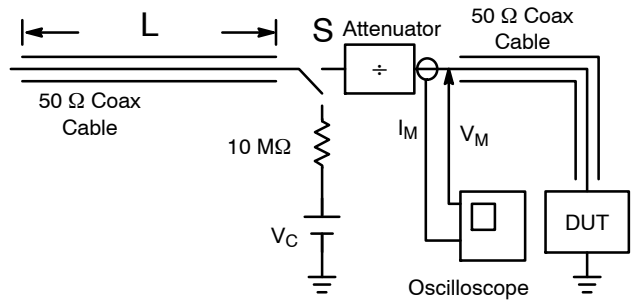 L
S
Attenuator
÷
50 Ω Coax
Cable
50 Ω Coax
Cable
10 MΩ
I_M
V_M
V_C
DUT
Oscilloscope